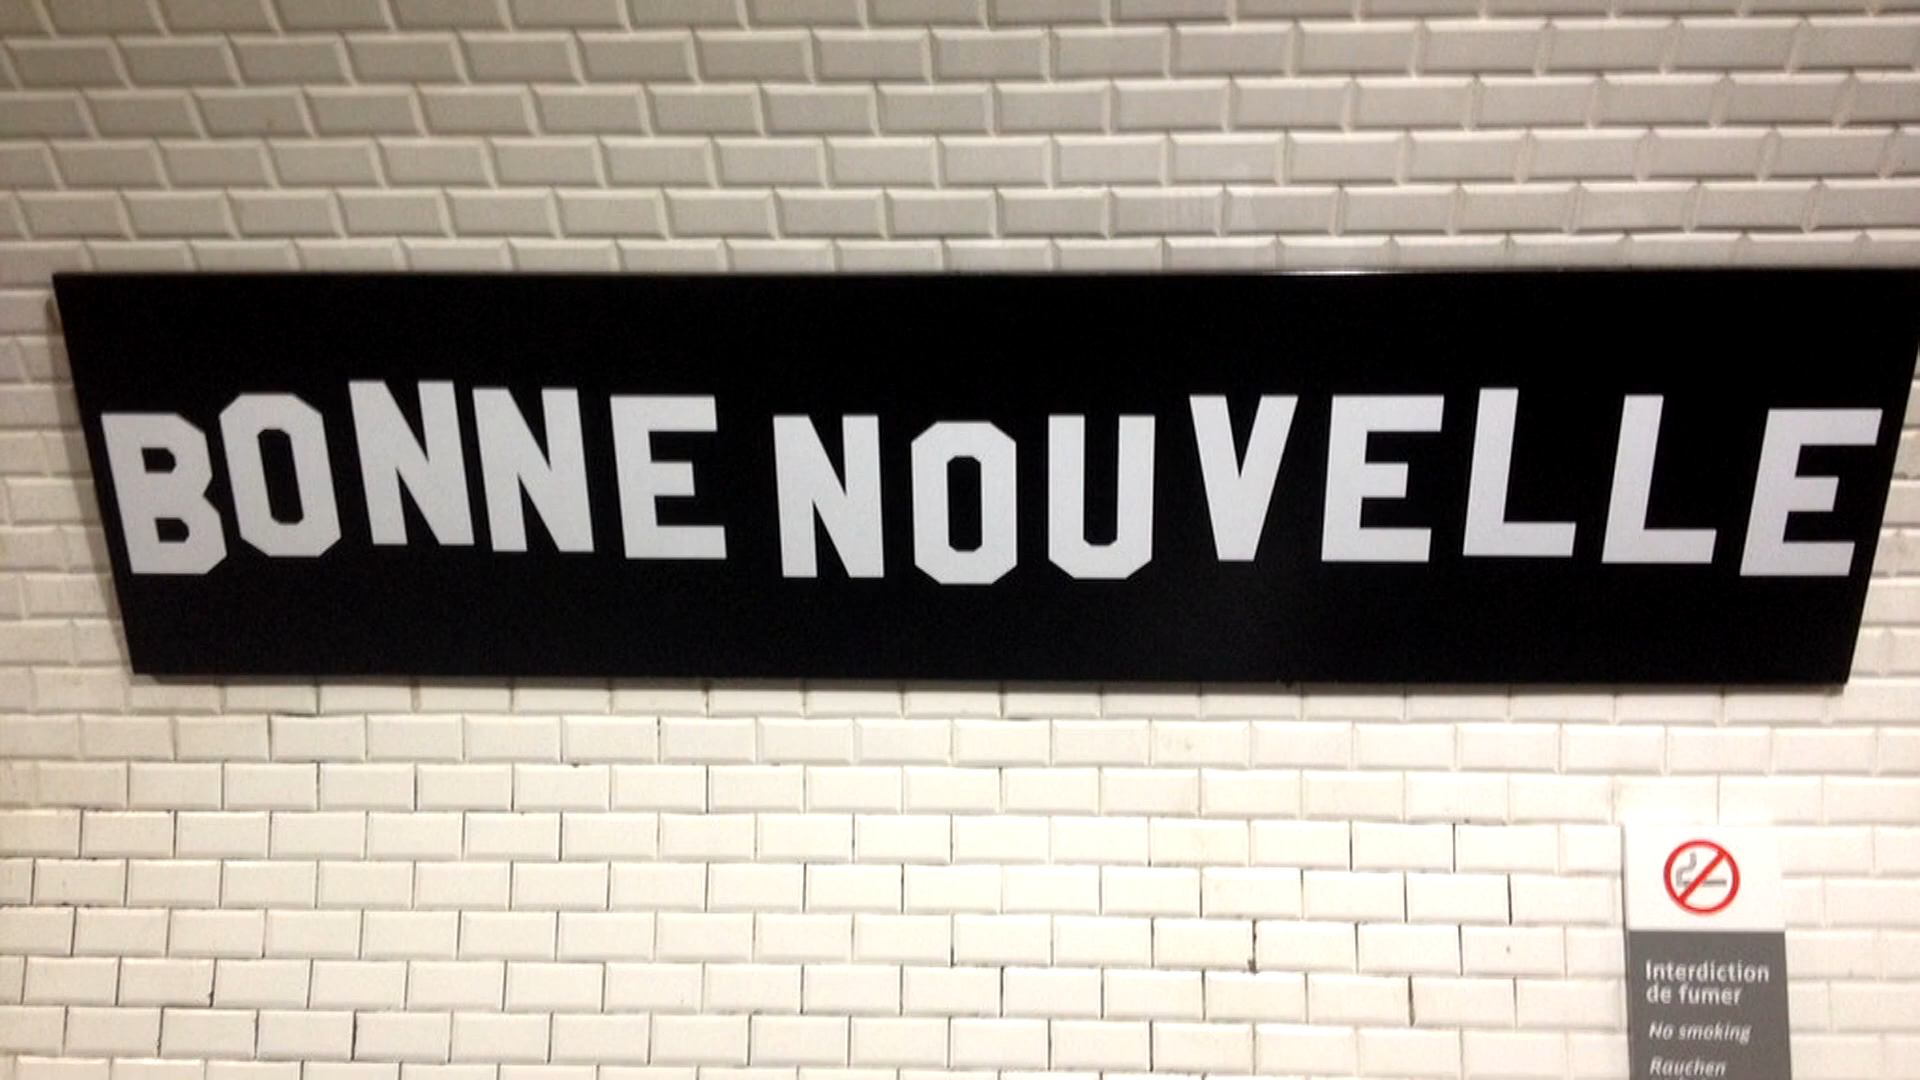 BONNE NOUVELLE
Interdiction
de fumer
No smoking
Rauchen